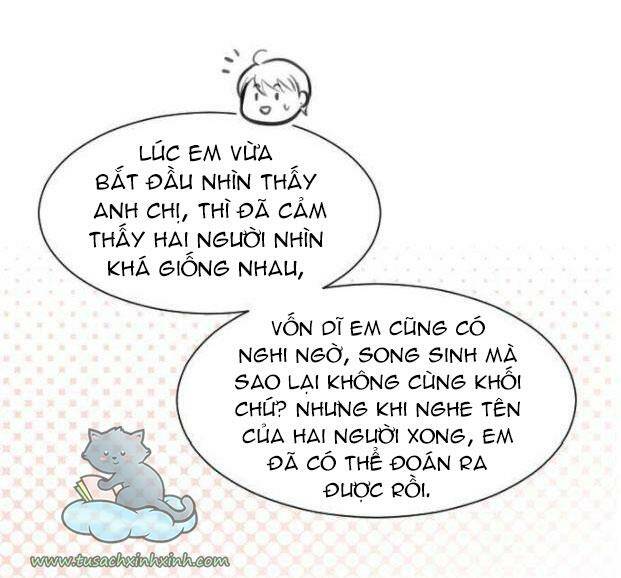 LÚC EM VỪA
BẮT ĐẦU NHÌN THẤY
ANH CHỊ, THÌ ĐÃ CẢM
THẤY HAI NGƯỜI NHÌN
KHÁ GIỐNG NHAU,
VỐN DĨ EM CŨNG CÓ
NGHI NGỜ, SONG SINH MÀ
SAO LẠI KHÔNG CÙNG KHỐI
CHỨ? NHƯNG KHI NGHE TÊN
CỦA HAI NGƯỜI XONG, EM
ĐÃ CÓ THỂ ĐOÁN RA
ĐƯỢC RỒI.
www.tusachxinhxinh.com